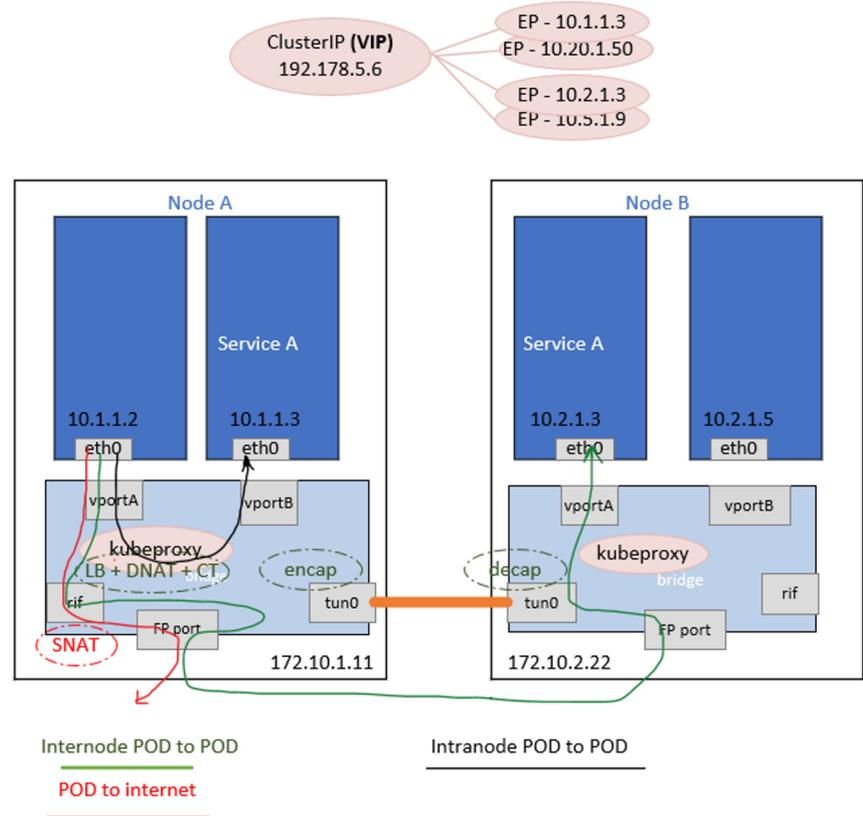 ClusterIP (VIP)
192.178.5.6
EP - 10.1.1.3
EP - 10.20.1.50
EP - 10.2.1.3
EP - 10.5.1.9
Node A
Service A
10.1.1.2
10.1.1.3
eth0
eth0
vportA
vportB
kubeproxy
LB + DNAT + CT
bridge
encap
rif
tun0
FP port
SNAT
172.10.1.11
Node B
Service A
10.2.1.3
10.2.1.5
eth0
eth0
vportA
vportB
kubeproxy
decap
bridge
tun0
rif
FP port
172.10.2.22
Internode POD to POD
POD to internet
Intranode POD to POD